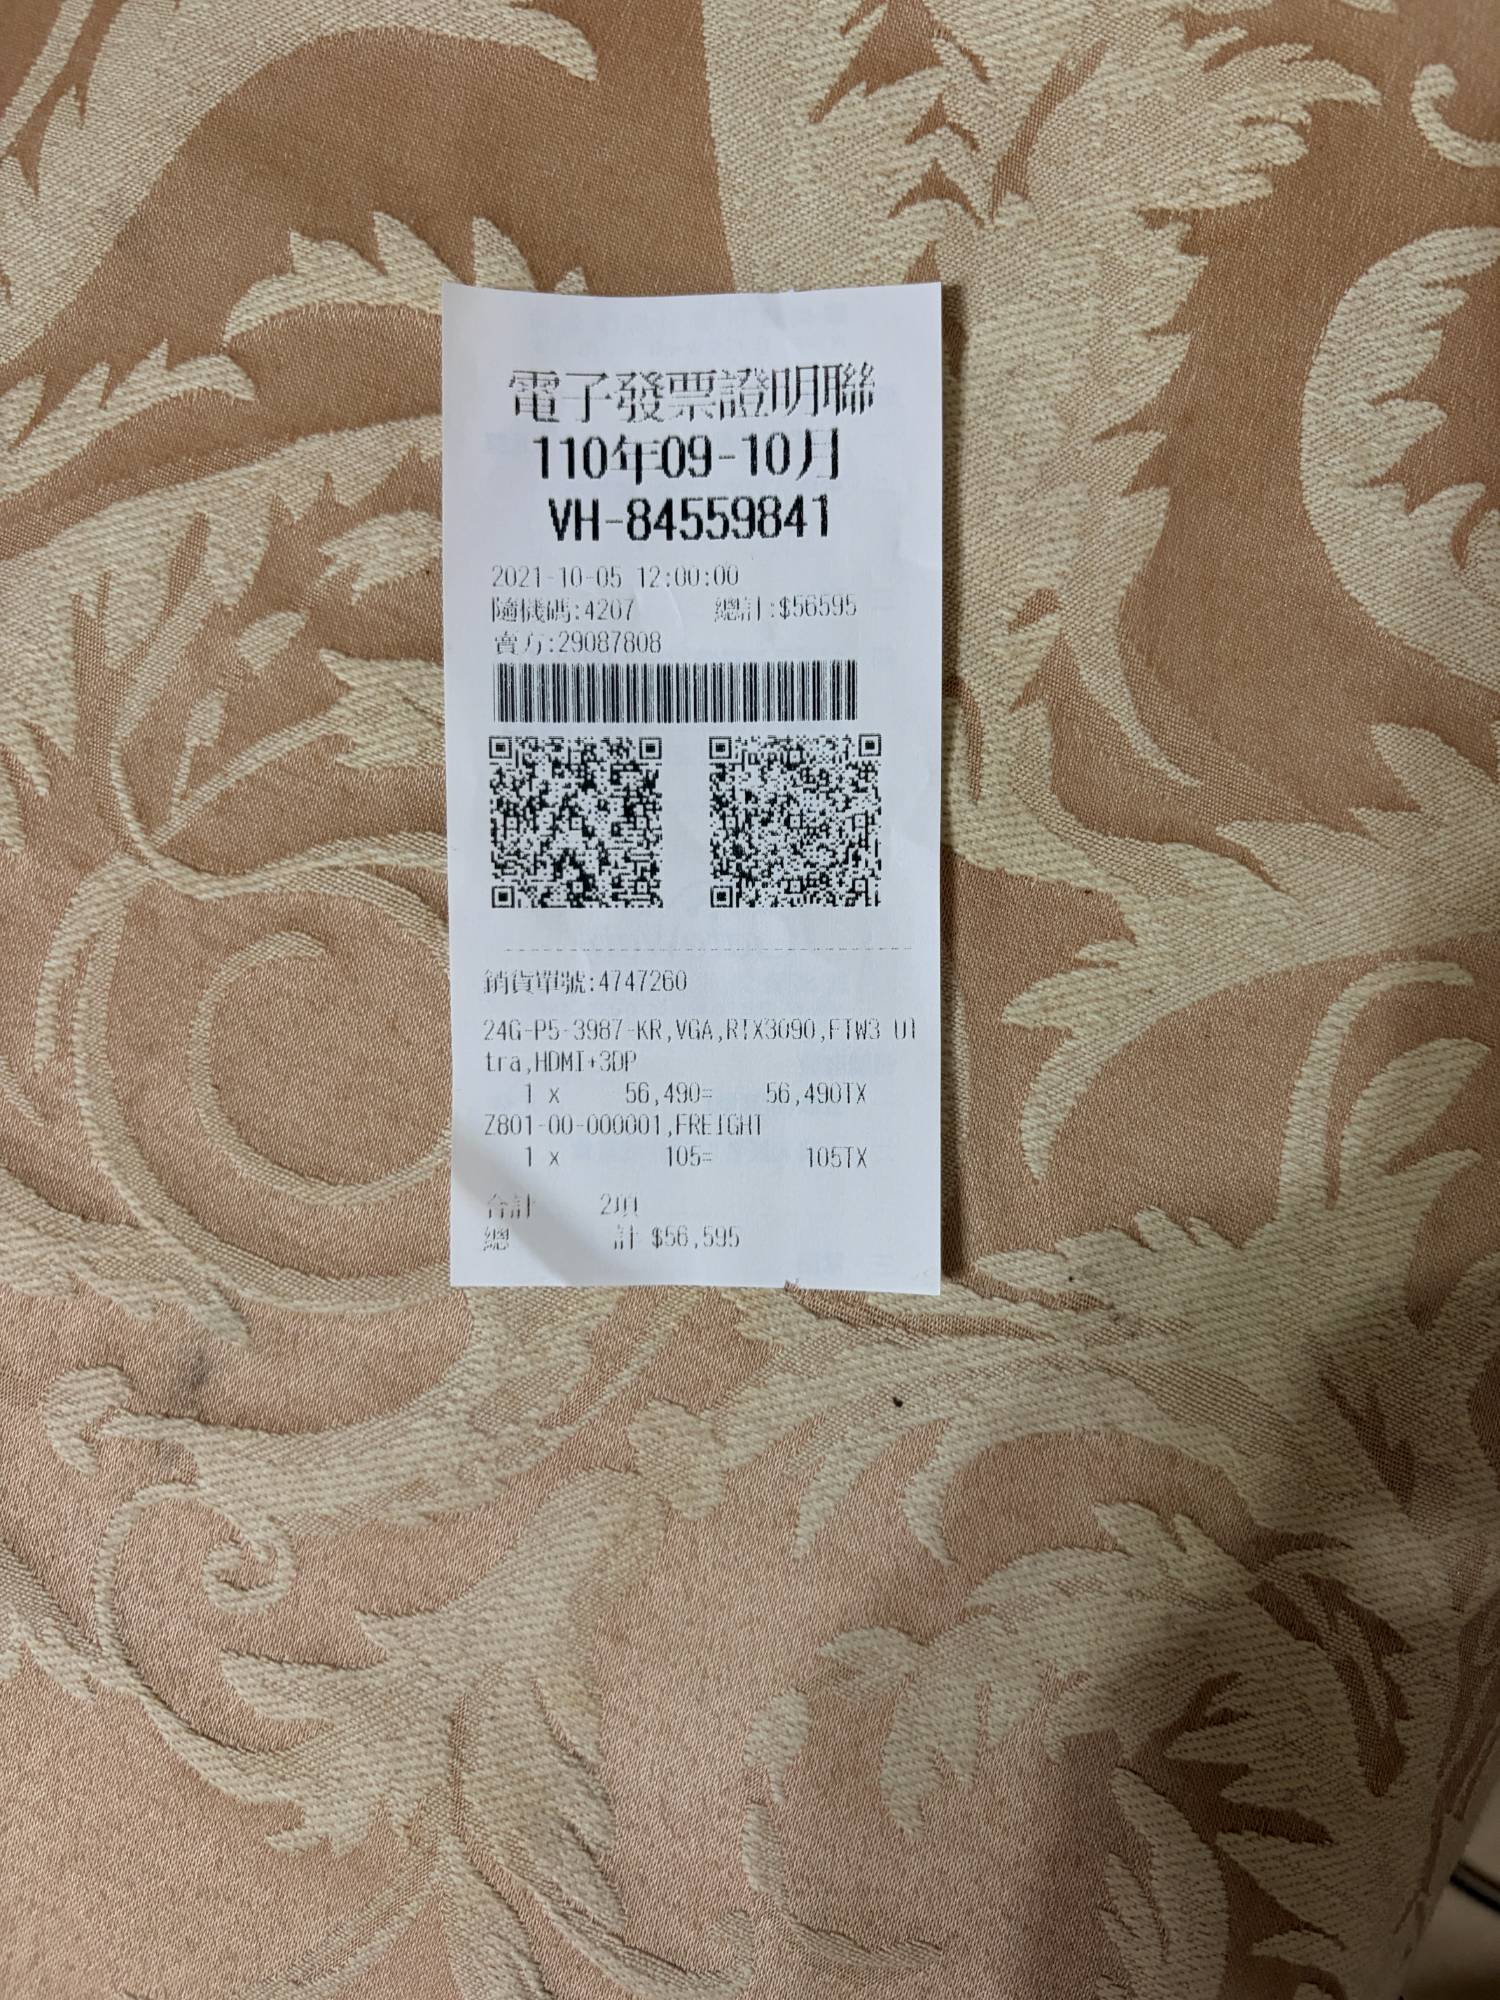 電子發票證明聯
110年09-10月
VH-84559841
2021-10-05 12:00:00
隨機碼:4207 總計:$56595
賣方:29087808
銷貨單號:4747260
24G-P5-3987-KR,VGA,RTX3090,FTW3 Ul
tra,HDMI+3DP
1 x 56,490= 56,490TX
Z801-00-000001,FREIGHT
1 x 105= 105TX
合計 2項
總 計 $56,595